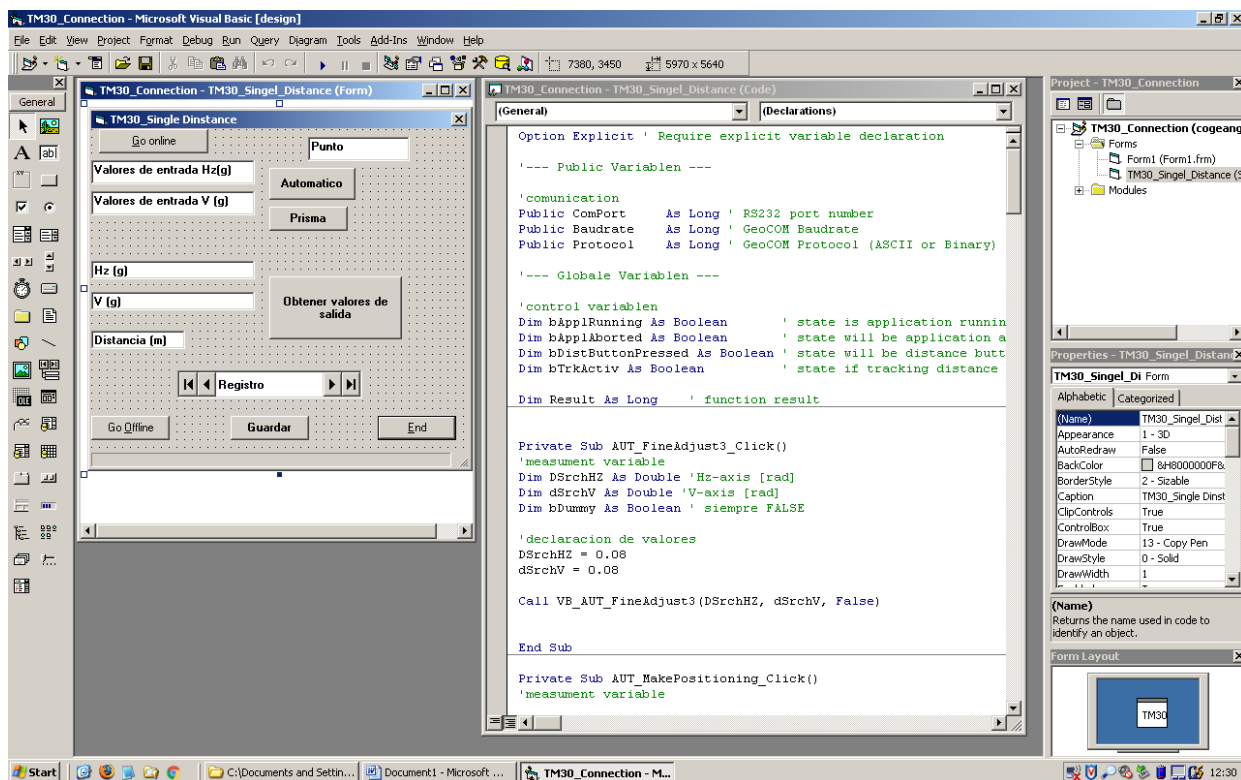 TM30_Connection - Microsoft Visual Basic [design]
File Edit View Project Format Debug Run Query Diagram Tools Add-Ins Window Help
7380, 3450 5970 x 5640
General
TM30_Connection - TM30_Singel_Distance (Form)
TM30_Single Dinstance
Go online
Punto
Valores de entrada Hz(g)
Automatico
Valores de entrada V (g)
Prisma
Hz (g)
V (g)
Obtener valores de
salida
Distancia (m)
Registro
Go Offline
Guardar
End
TM30_Connection - TM30_Singel_Distance (Code)
(General) (Declarations)
Option Explicit ' Require explicit variable declaration
'--- Public Variablen ---
'comunication
Public ComPort As Long ' RS232 port number
Public Baudrate As Long ' GeoCOM Baudrate
Public Protocol As Long ' GeoCOM Protocol (ASCII or Binary)
'--- Globale Variablen ---
'control variablen
Dim bApplRunning As Boolean ' state is application runnin
Dim bApplAborted As Boolean ' state will be application a
Dim bDistButtonPressed As Boolean ' state will be distance butt
Dim bTrkActiv As Boolean ' state if tracking distance
Dim Result As Long ' function result
Private Sub AUT_FineAdjust3_Click()
'measument variable
Dim DSrchHZ As Double 'Hz-axis [rad]
Dim dSrchV As Double 'V-axis [rad]
Dim bDummy As Boolean ' siempre FALSE
'declaracion de valores
DSrchHZ = 0.08
dSrchV = 0.08
Call VB_AUT_FineAdjust3(DSrchHZ, dSrchV, False)
End Sub
Private Sub AUT_MakePositioning_Click()
'measument variable
Project - TM30_Connection
TM30_Connection (cogeang
Forms
Form1 (Form1.frm)
TM30_Singel_Distance (S
Modules
Properties - TM30_Singel_Distanc
TM30_Singel_Di Form
Alphabetic Categorized
(Name) TM30_Singel_Dist
Appearance 1 - 3D
AutoRedraw False
BackColor &H8000000F&
BorderStyle 2 - Sizable
Caption TM30_Single Dinst
ClipControls True
ControlBox True
DrawMode 13 - Copy Pen
DrawStyle 0 - Solid
DrawWidth 1
(Name)
Returns the name used in code to
identify an object.
Form Layout
TM30
Start C:\Documents and Settin... Document1 - Microsoft ... TM30_Connection - M... 12:30